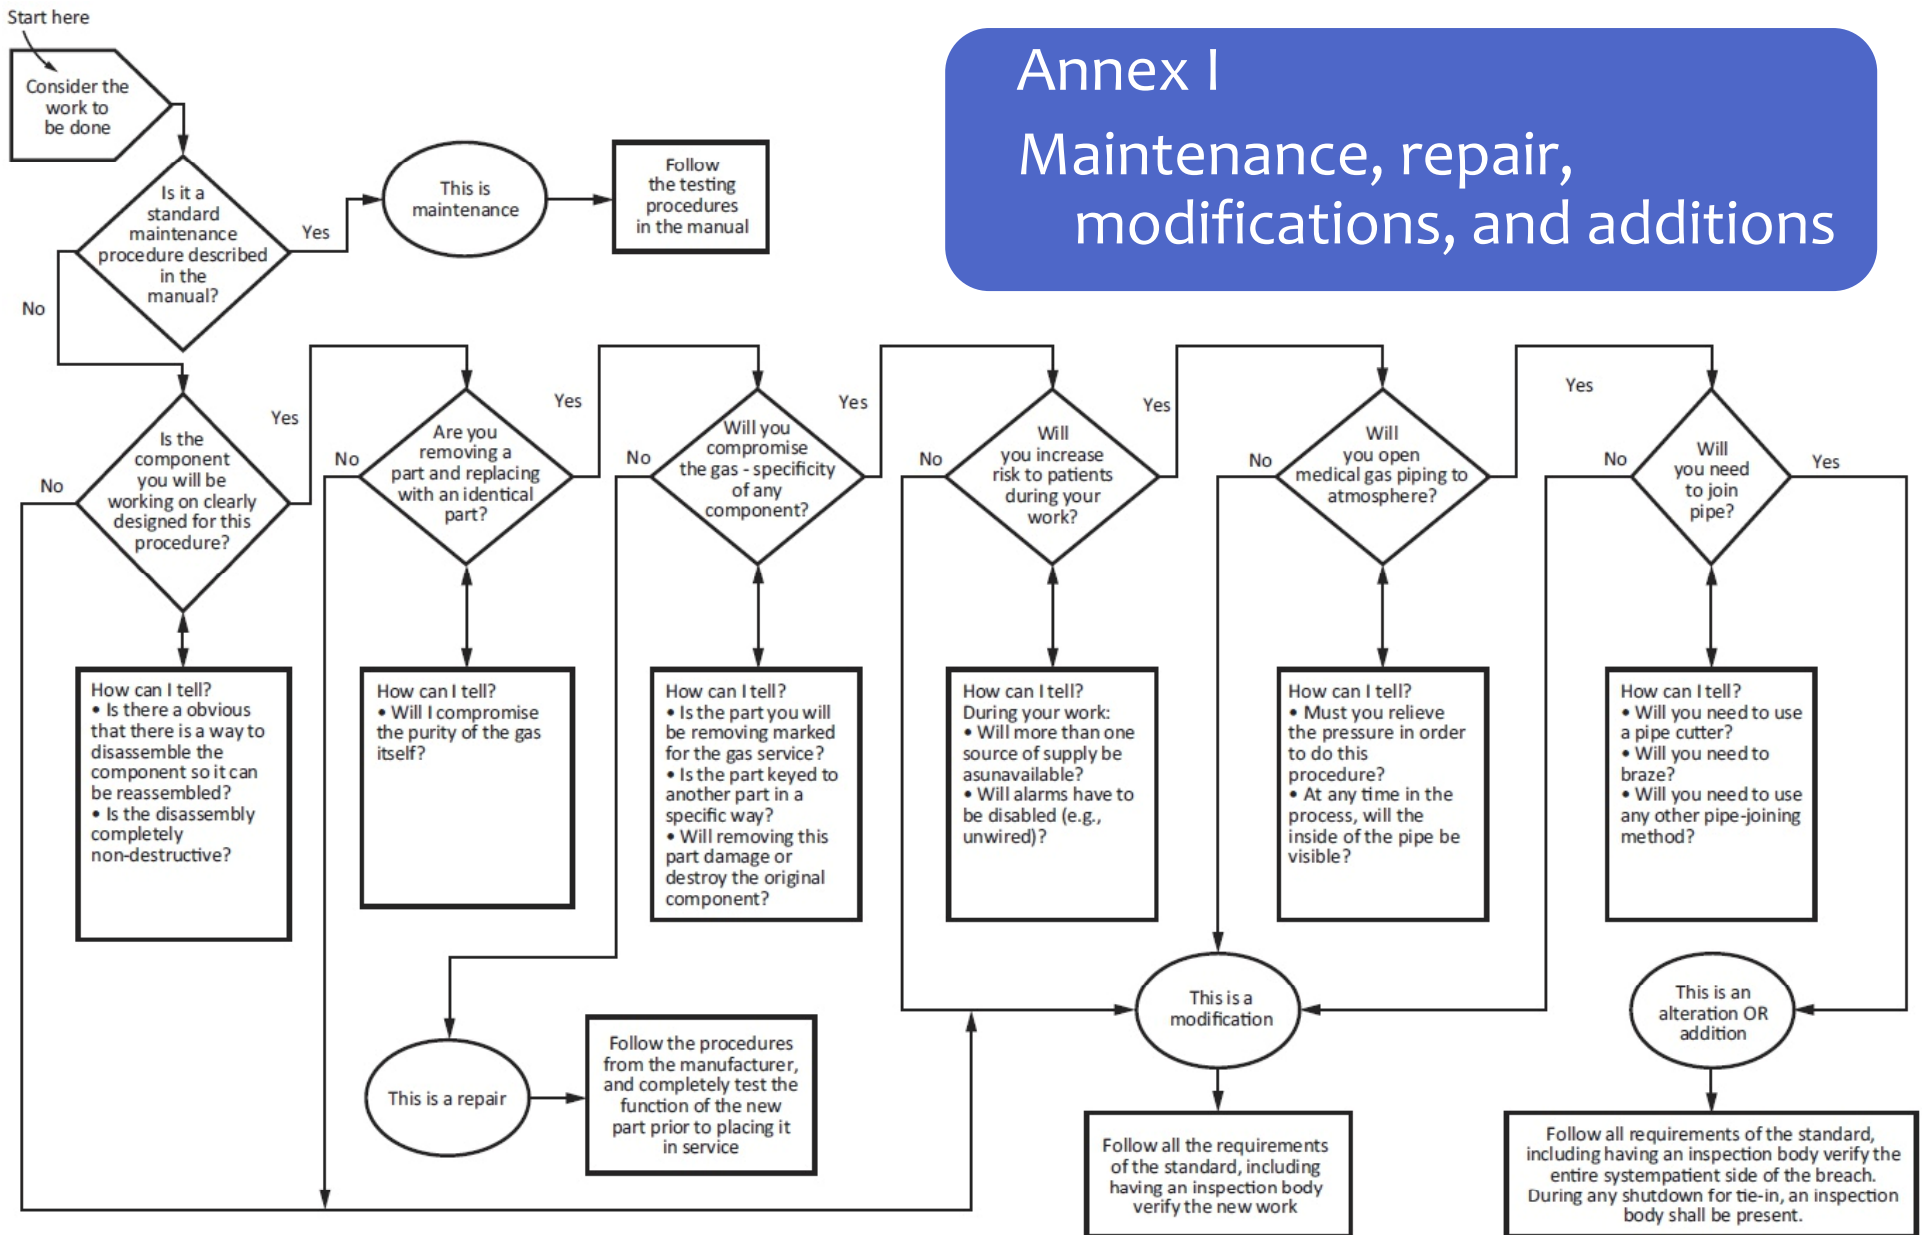 Start here
Annex I
Maintenance, repair,
modifications, and additions
Consider the
work to
be done
Is it a
standard
maintenance
procedure described
in the
manual?
Yes
This is
maintenance
Follow
the testing
procedures
in the manual
No
Is the
component
you will be
working on clearly
designed for this
procedure?
Yes
No
Are you
removing a
part and replacing
with an identical
part?
Yes
No
Will you
compromise
the gas - specificity
of any
component?
Yes
No
Will
you increase
risk to patients
during your
work?
Yes
No
Will
you open
medical gas piping to
atmosphere?
Yes
No
Will
you need
to join
pipe?
Yes
No
How can I tell?
• Is there a obvious
that there is a way to
disassemble the
component so it can
be reassembled?
• Is the disassembly
completely
non-destructive?
How can I tell?
• Will I compromise
the purity of the gas
itself?
How can I tell?
• Is the part you will
be removing marked
for the gas service?
• Is the part keyed to
another part in a
specific way?
• Will removing this
part damage or
destroy the original
component?
How can I tell?
During your work:
• Will more than one
source of supply be
asunavailable?
• Will alarms have to
be disabled (e.g.,
unwired)?
How can I tell?
• Must you relieve
the pressure in order
to do this
procedure?
• At any time in the
process, will the
inside of the pipe be
visible?
How can I tell?
• Will you need to use
a pipe cutter?
• Will you need to
braze?
• Will you need to use
any other pipe-joining
method?
This is a repair
Follow the procedures
from the manufacturer,
and completely test the
function of the new
part prior to placing it
in service
This is a
modification
Follow all the requirements
of the standard, including
having an inspection body
verify the new work
This is an
alteration OR
addition
Follow all requirements of the standard,
including having an inspection body verify the
entire systempatient side of the breach.
During any shutdown for tie-in, an inspection
body shall be present.